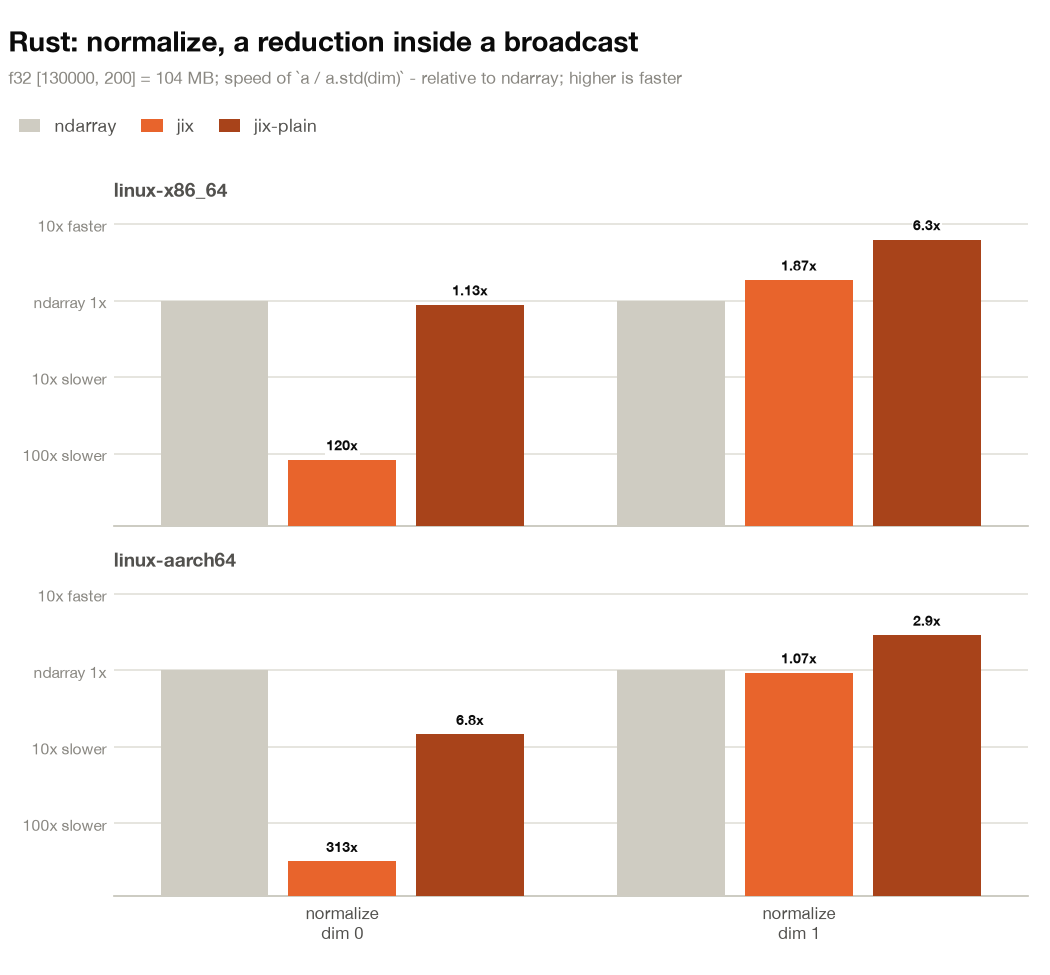 Rust: normalize, a reduction inside a broadcast
f32 [130000, 200] = 104 MB; speed of `a / a.std(dim)` - relative to ndarray; higher is faster
ndarray jix jix-plain
linux-x86_64
10x faster
ndarray 1x
10x slower
100x slower
120x
1.13x
1.87x
6.3x
linux-aarch64
10x faster
ndarray 1x
10x slower
100x slower
313x
6.8x
1.07x
2.9x
normalize
dim 0
normalize
dim 1